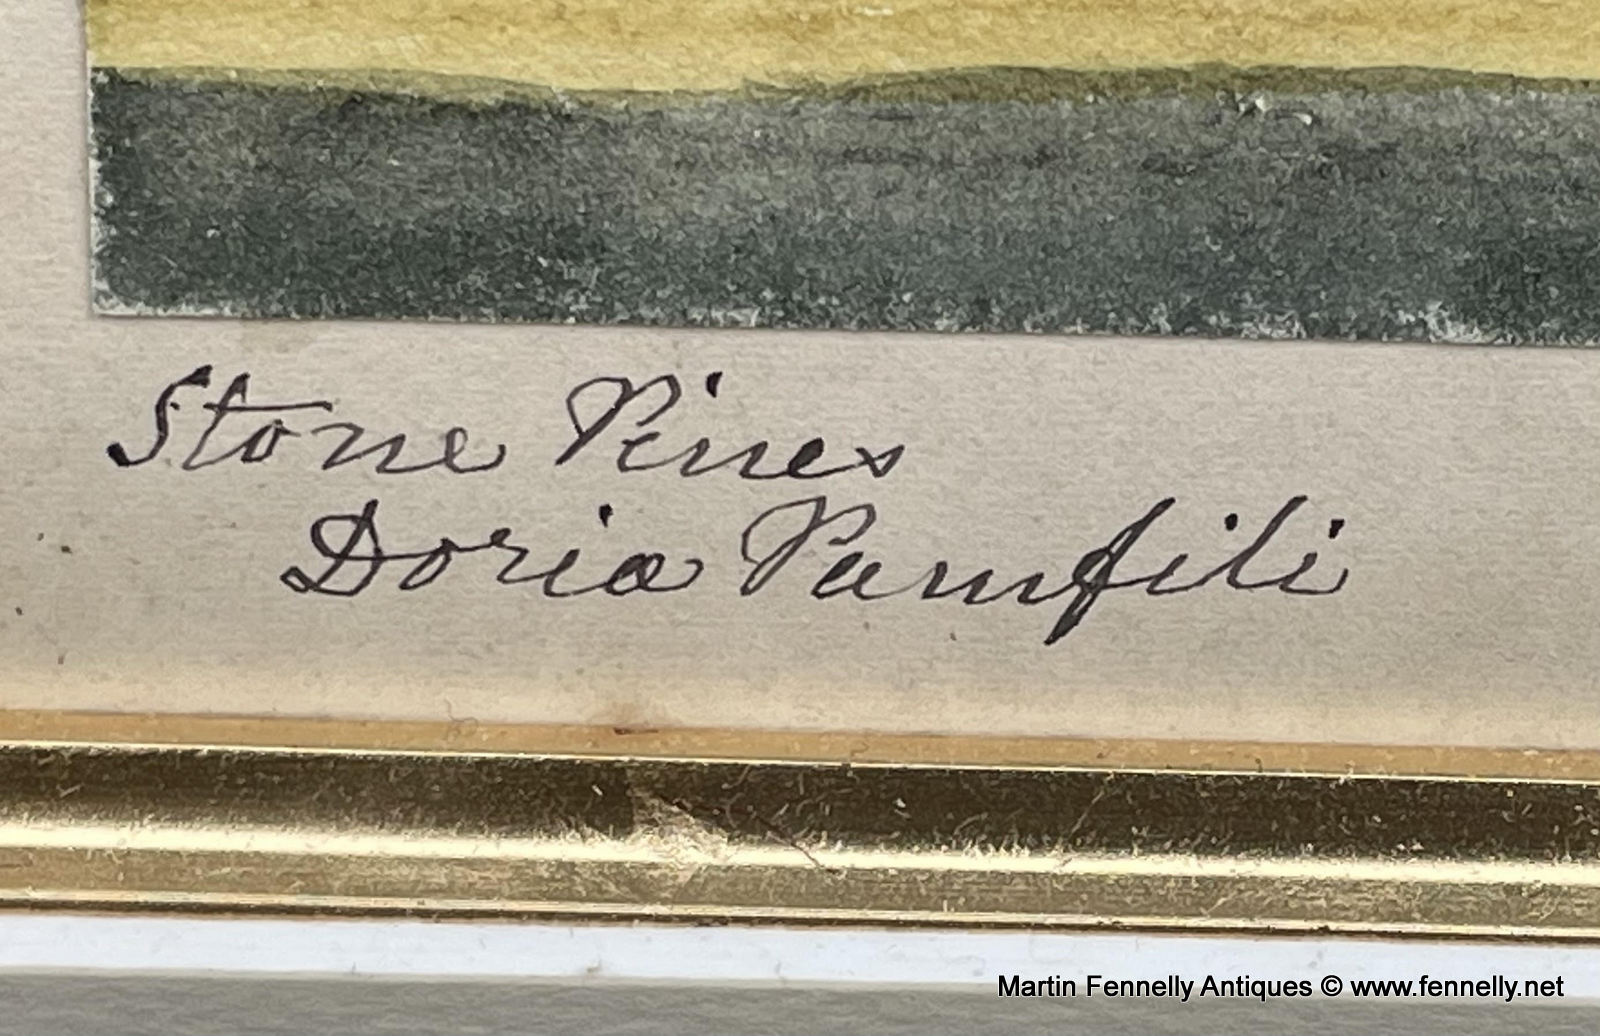 Stone Pines
Doria Pamfili
Martin Fennelly Antiques © www.fennelly.net